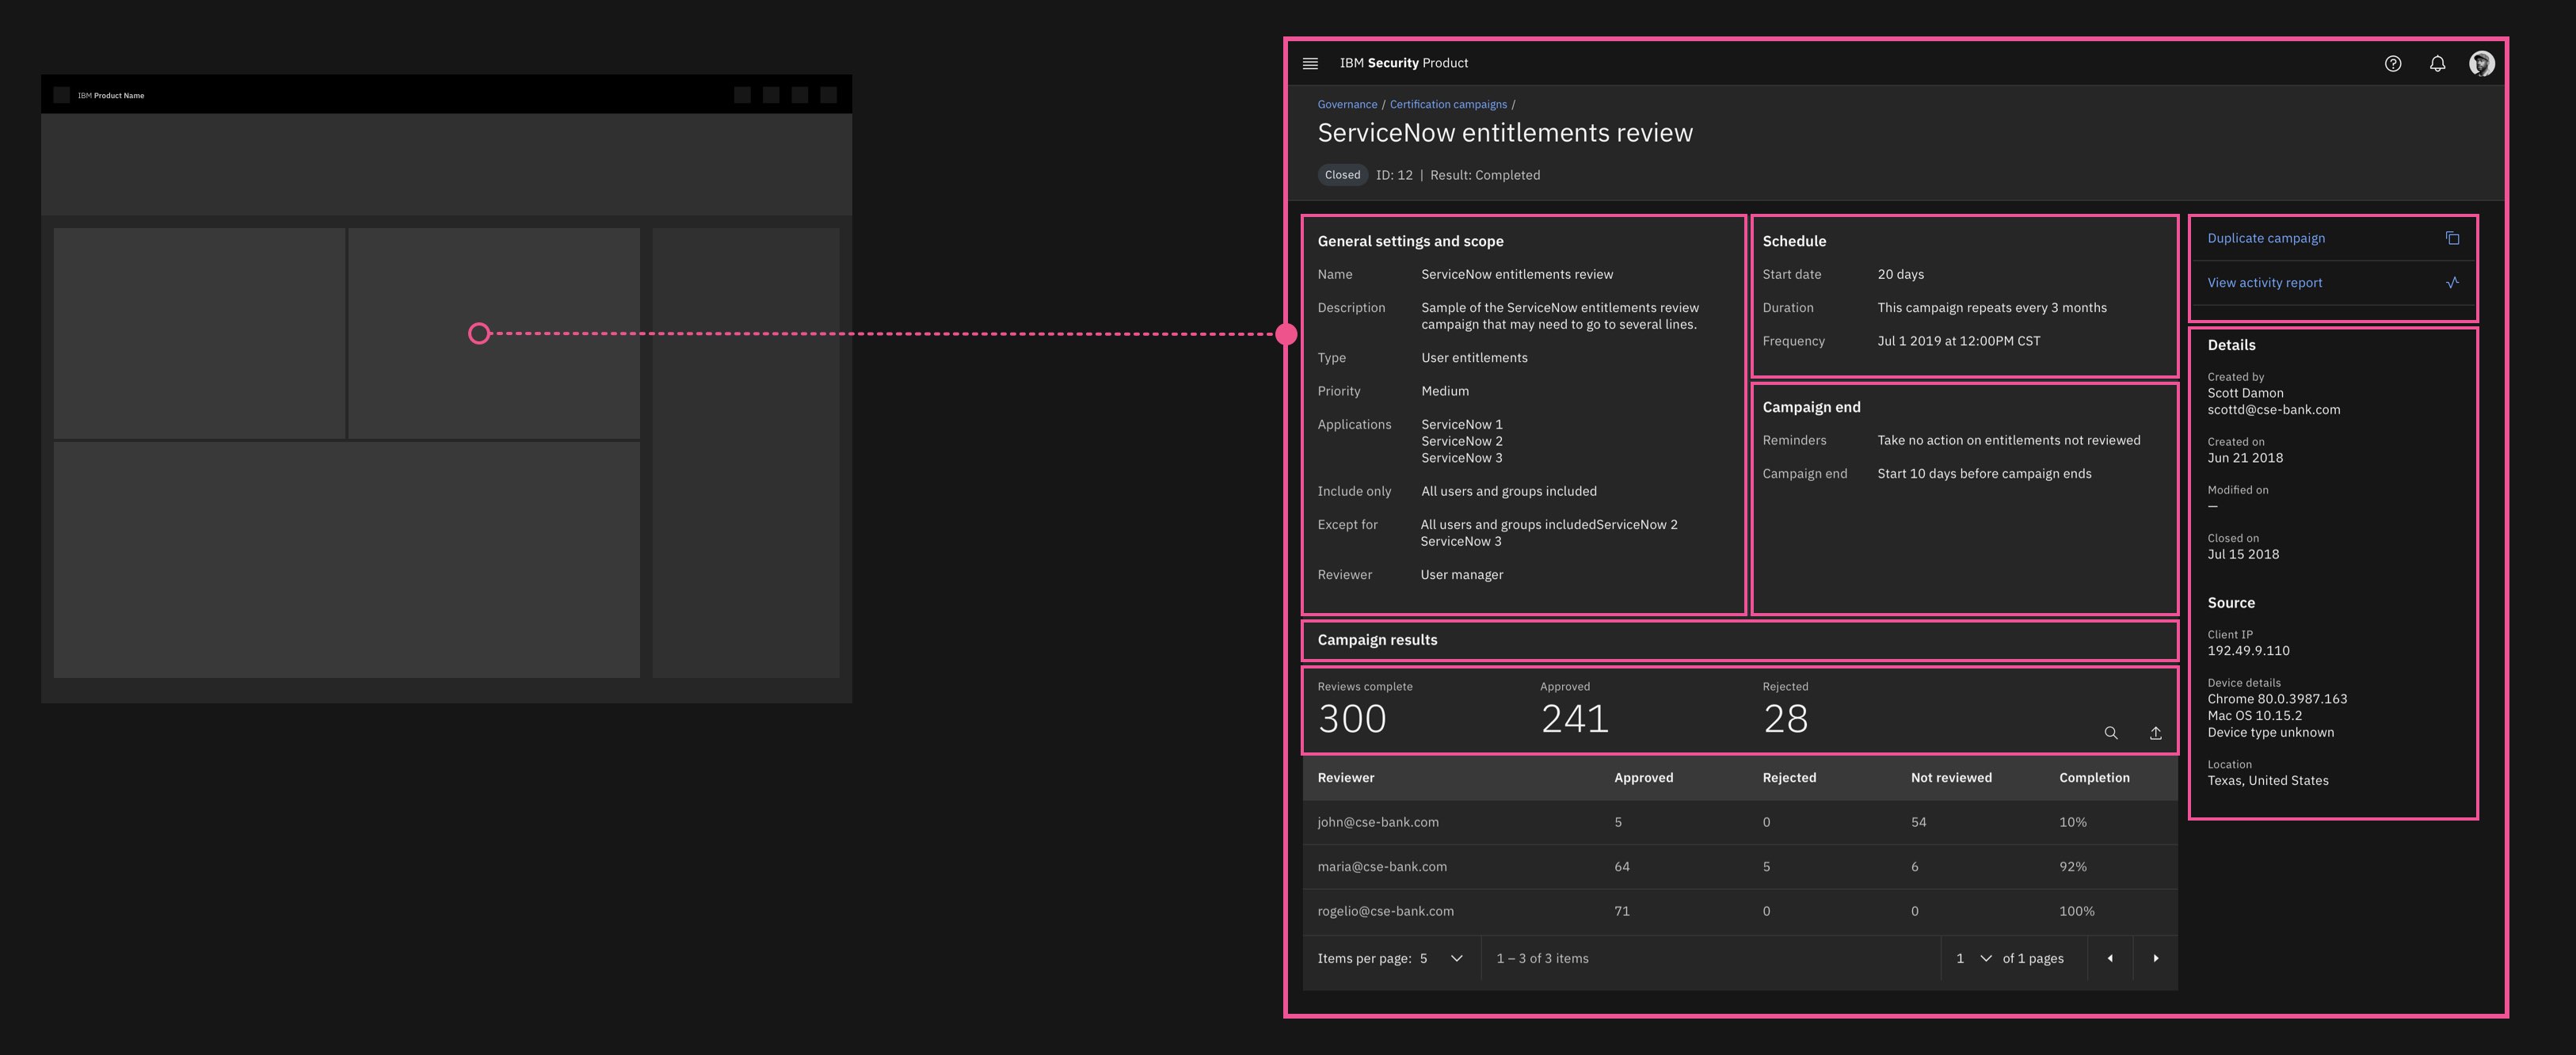 IBM Product Name
IBM Security Product
Governance / Certification campaigns /
ServiceNow entitlements review
Closed ID: 12 | Result: Completed
General settings and scope
Name ServiceNow entitlements review
Description Sample of the ServiceNow entitlements review
campaign that may need to go to several lines.
Type User entitlements
Priority Medium
Applications ServiceNow 1
ServiceNow 2
ServiceNow 3
Include only All users and groups included
Except for All users and groups includedServiceNow 2
ServiceNow 3
Reviewer User manager
Schedule
Start date 20 days
Duration This campaign repeats every 3 months
Frequency Jul 1 2019 at 12:00PM CST
Campaign end
Reminders Take no action on entitlements not reviewed
Campaign end Start 10 days before campaign ends
Duplicate campaign
View activity report
Details
Created by
Scott Damon
scottd@cse-bank.com
Created on
Jun 21 2018
Modified on
—
Closed on
Jul 15 2018
Source
Client IP
192.49.9.110
Device details
Chrome 80.0.3987.163
Mac OS 10.15.2
Device type unknown
Location
Texas, United States
Campaign results
Reviews complete Approved Rejected
300 241 28
Reviewer Approved Rejected Not reviewed Completion
john@cse-bank.com 5 0 54 10%
maria@cse-bank.com 64 5 6 92%
rogelio@cse-bank.com 71 0 0 100%
Items per page: 5 1 – 3 of 3 items 1 of 1 pages